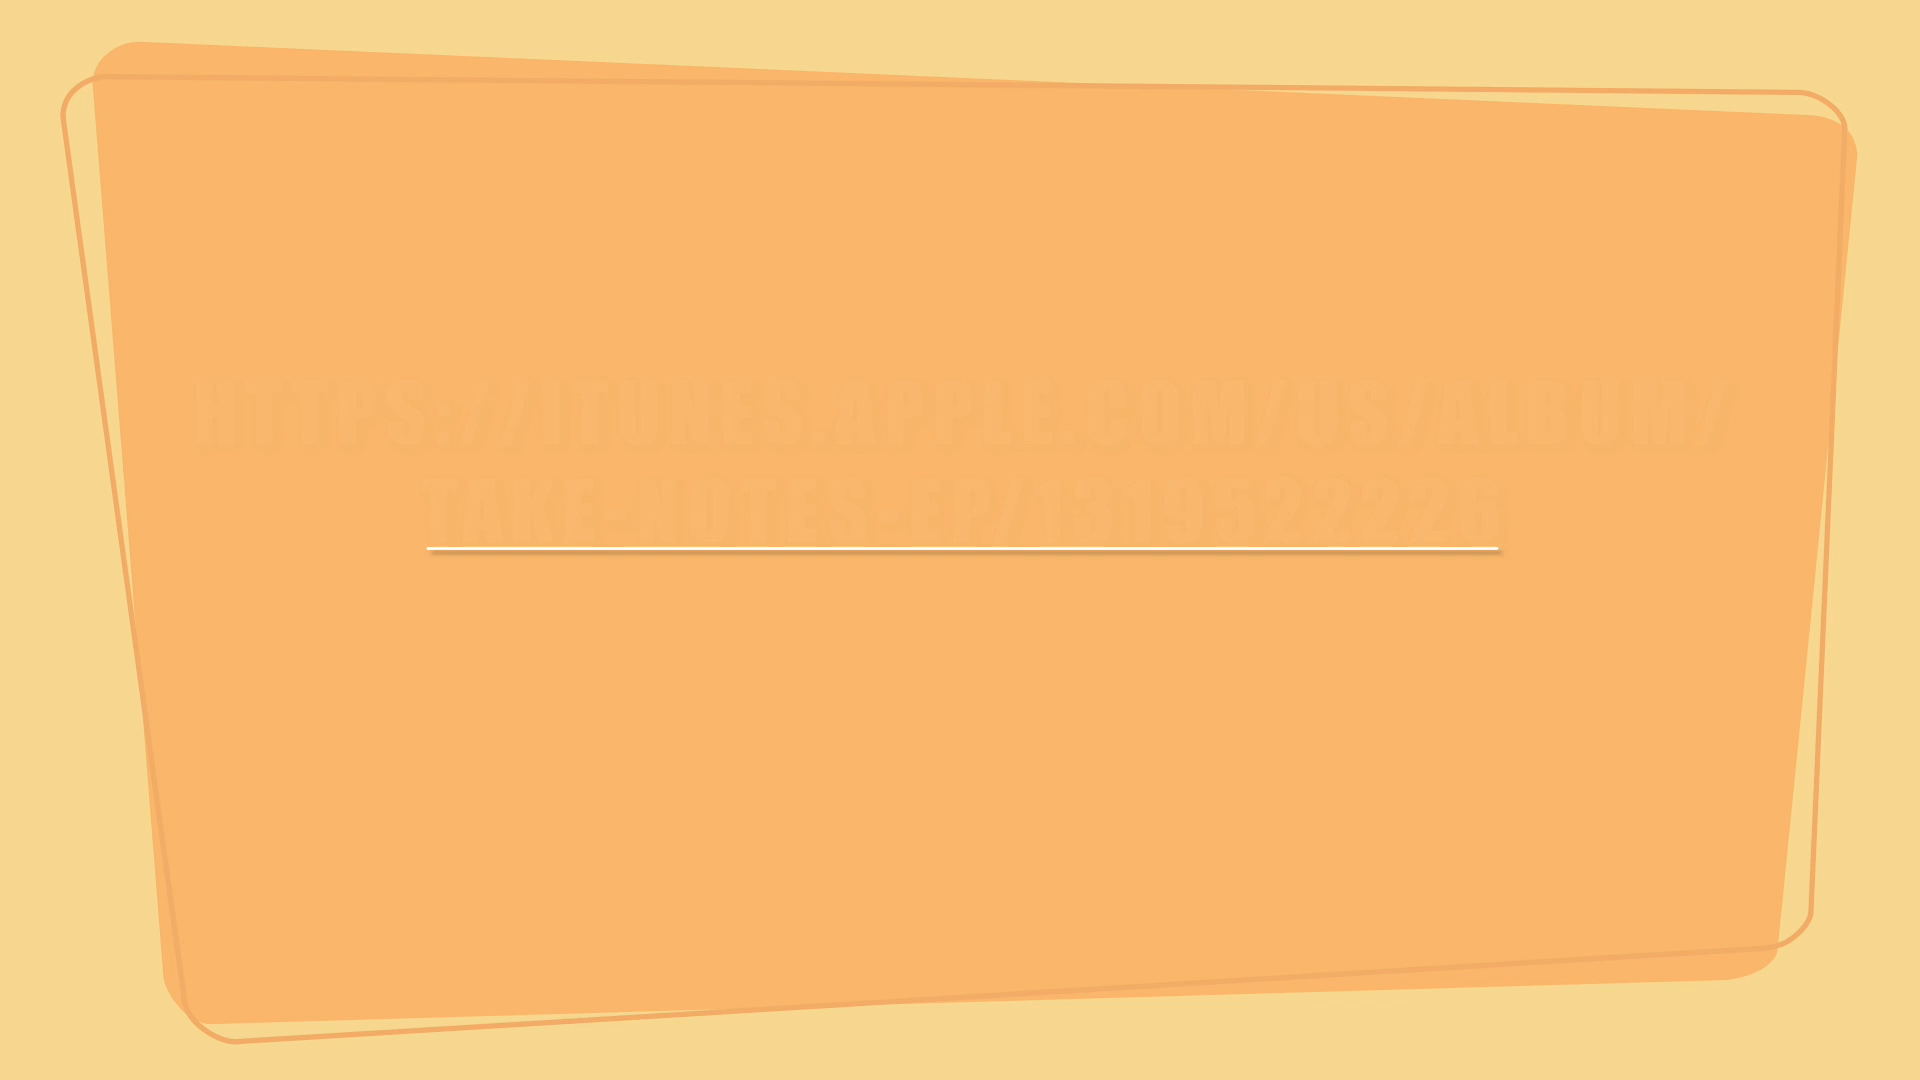 HTTPS://ITUNES.APPLE.COM/US/ALBUM/
TAKE-NOTES-EP/1319522226